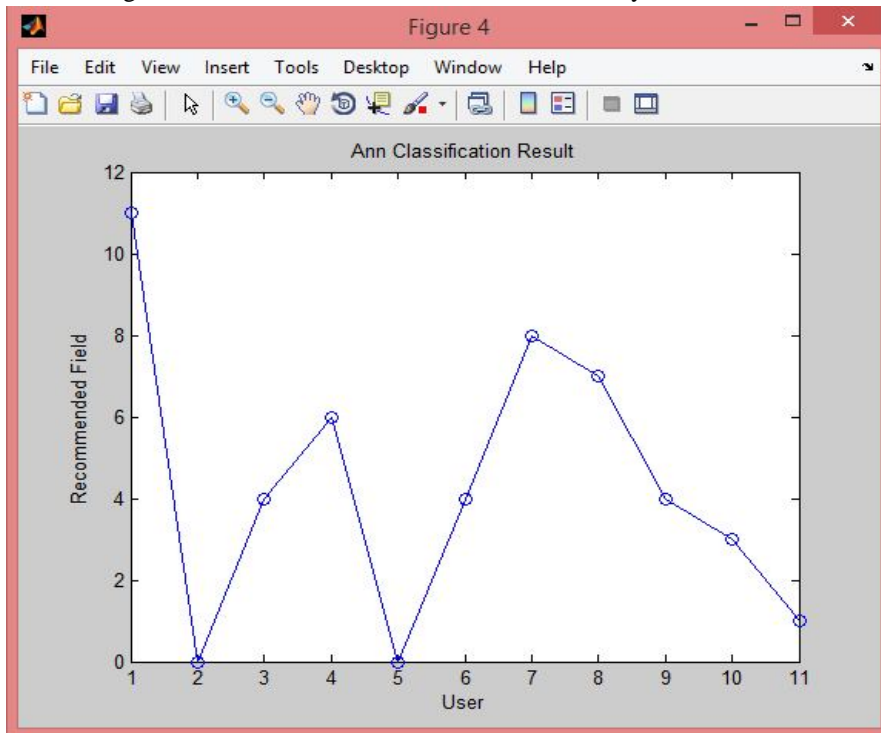 Figure 4
File Edit View Insert Tools Desktop Window Help
Ann Classification Result
12
10
8
6
4
2
0
Recommended Field
1 2 3 4 5 6 7 8 9 10 11
User